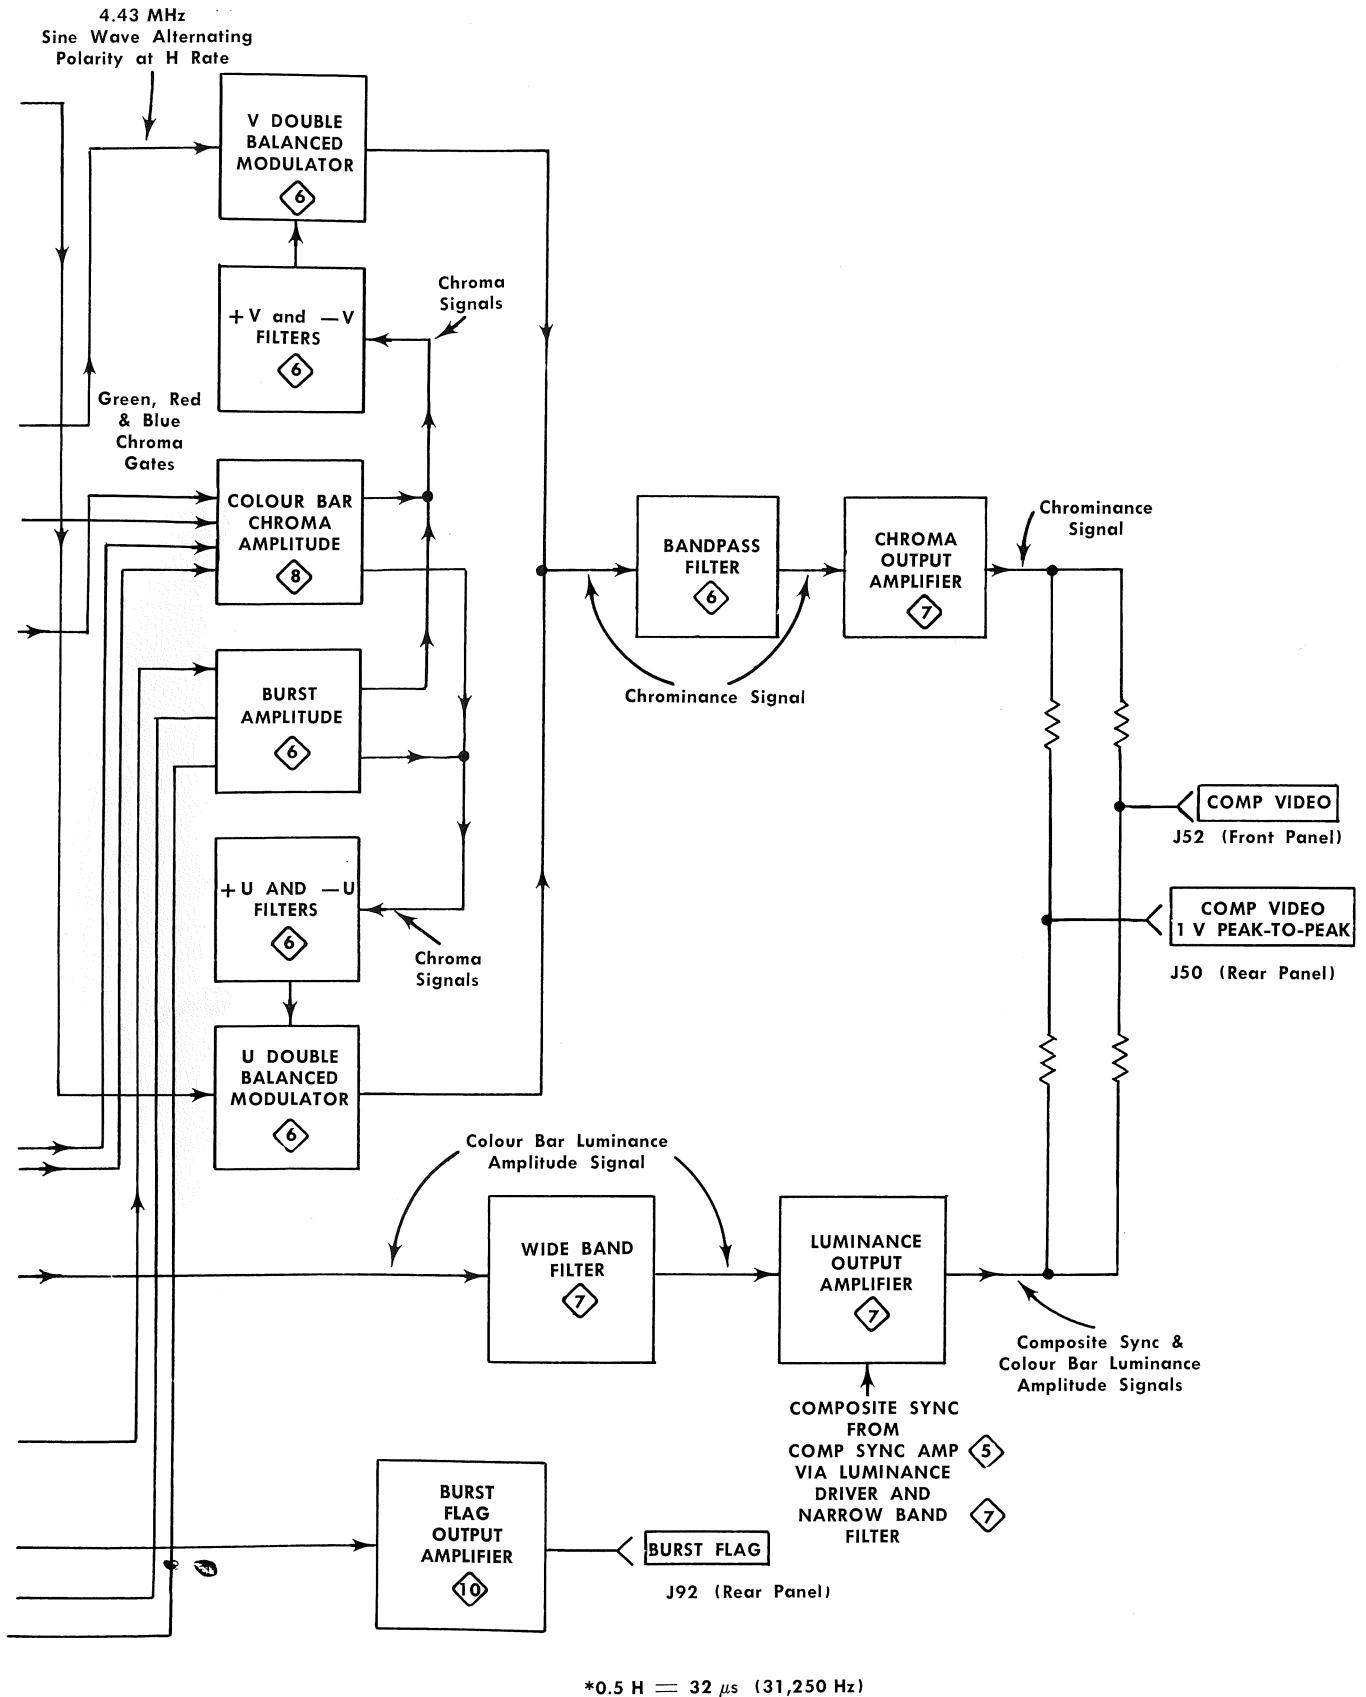 4.43 MHz
Sine Wave Alternating
Polarity at H Rate
V DOUBLE
BALANCED
MODULATOR
6
+V and —V
FILTERS
6
Chroma
Signals
Green, Red
& Blue
Chroma
Gates
COLOUR BAR
CHROMA
AMPLITUDE
8
BURST
AMPLITUDE
6
+U AND —U
FILTERS
6
Chroma
Signals
U DOUBLE
BALANCED
MODULATOR
6
BANDPASS
FILTER
6
CHROMA
OUTPUT
AMPLIFIER
7
Chrominance
Signal
Chrominance Signal
COMP VIDEO
J52 (Front Panel)
COMP VIDEO
1 V PEAK-TO-PEAK
J50 (Rear Panel)
Colour Bar Luminance
Amplitude Signal
WIDE BAND
FILTER
7
LUMINANCE
OUTPUT
AMPLIFIER
7
Composite Sync &
Colour Bar Luminance
Amplitude Signals
COMPOSITE SYNC
FROM
COMP SYNC AMP 5
VIA LUMINANCE
DRIVER AND
NARROW BAND 7
FILTER
BURST
FLAG
OUTPUT
AMPLIFIER
10
BURST FLAG
J92 (Rear Panel)
*0.5 H = 32 µs (31,250 Hz)